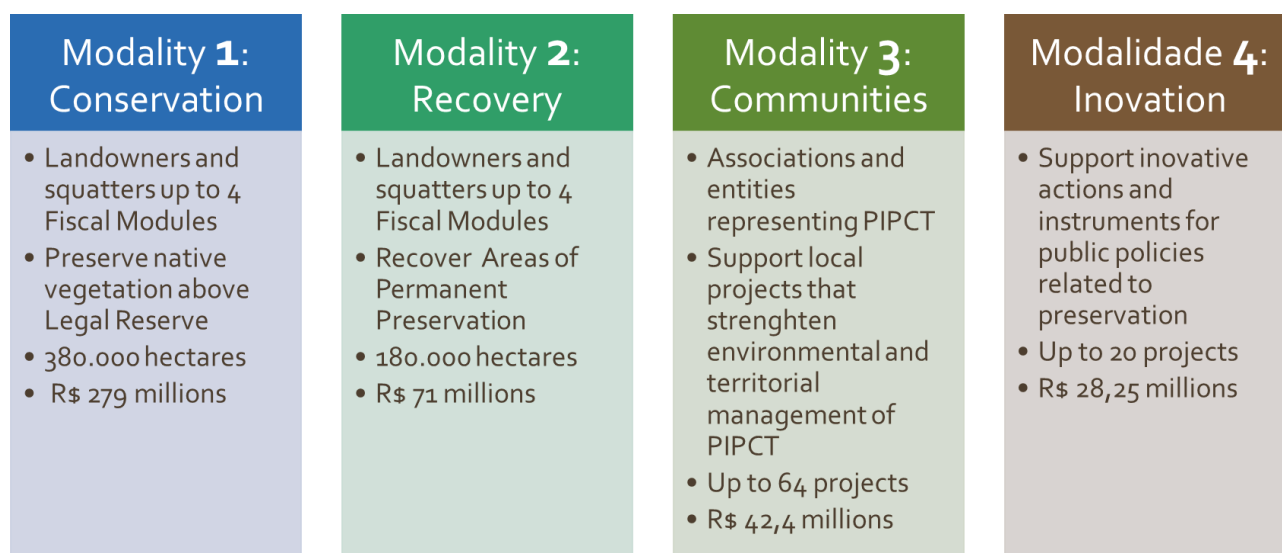 Modality 1:
Conservation
• Landowners and
squatters up to 4
Fiscal Modules
• Preserve native
vegetation above
Legal Reserve
• 380.000 hectares
• R$ 279 millions
Modality 2:
Recovery
• Landowners and
squatters up to 4
Fiscal Modules
• Recover Areas of
Permanent
Preservation
• 180.000 hectares
• R$ 71 millions
Modality 3:
Communities
• Associations and
entities
representing PIPCT
• Support local
projects that
strenghten
environmental and
territorial
management of
PIPCT
• Up to 64 projects
• R$ 42,4 millions
Modalidade 4:
Inovation
• Support inovative
actions and
instruments for
public policies
related to
preservation
• Up to 20 projects
• R$ 28,25 millions